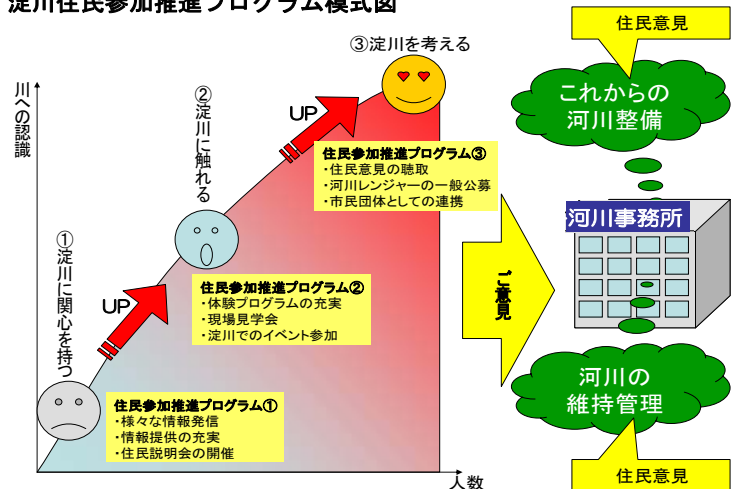 淀川住民参加推進プログラム模式図
川への認識
①淀川に関心を持つ
UP
②淀川に触れる
UP
③淀川を考える
住民参加推進プログラム①
・様々な情報発信
・情報提供の充実
・住民説明会の開催
住民参加推進プログラム②
・体験プログラムの充実
・現場見学会
・淀川でのイベント参加
住民参加推進プログラム③
・住民意見の聴取
・河川レンジャーの一般公募
・市民団体としての連携
人数
ご意見
住民意見
これからの
河川整備
河川事務所
河川の
維持管理
住民意見